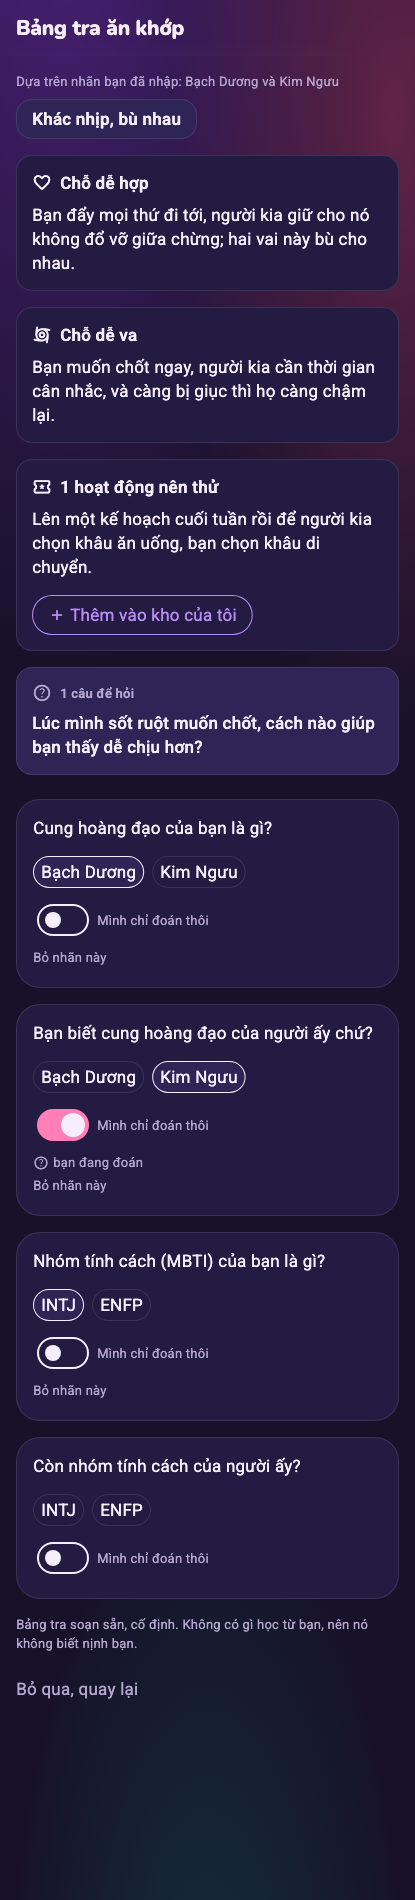 Bảng tra ăn khớp
Dựa trên nhãn bạn đã nhập: Bạch Dương và Kim Ngưu
Khác nhịp, bù nhau
Chỗ dễ hợp
Bạn đẩy mọi thứ đi tới, người kia giữ cho nó
không đổ vỡ giữa chừng; hai vai này bù cho
nhau.
Chỗ dễ va
Bạn muốn chốt ngay, người kia cần thời gian
cân nhắc, và càng bị giục thì họ càng chậm
lại.
1 hoạt động nên thử
Lên một kế hoạch cuối tuần rồi để người kia
chọn khâu ăn uống, bạn chọn khâu di
chuyển.
+ Thêm vào kho của tôi
1 câu để hỏi
Lúc mình sốt ruột muốn chốt, cách nào giúp
bạn thấy dễ chịu hơn?
Cung hoàng đạo của bạn là gì?
Bạch Dương Kim Ngưu
Mình chỉ đoán thôi
Bỏ nhãn này
Bạn biết cung hoàng đạo của người ấy chứ?
Bạch Dương Kim Ngưu
Mình chỉ đoán thôi
bạn đang đoán
Bỏ nhãn này
Nhóm tính cách (MBTI) của bạn là gì?
INTJ ENFP
Mình chỉ đoán thôi
Bỏ nhãn này
Còn nhóm tính cách của người ấy?
INTJ ENFP
Mình chỉ đoán thôi
Bảng tra soạn sẵn, cố định. Không có gì học từ bạn, nên nó
không biết nịnh bạn.
Bỏ qua, quay lại